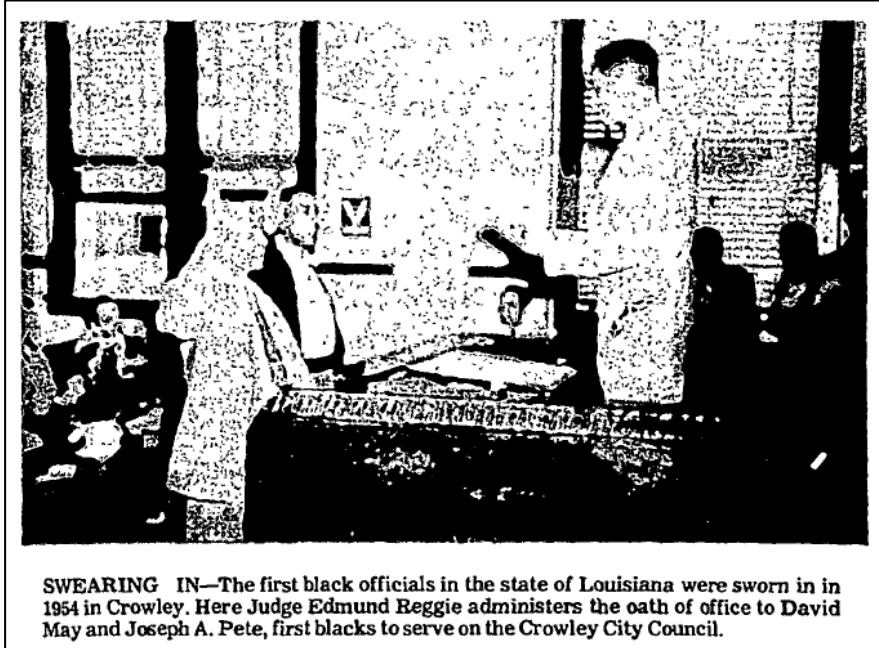 SWEARING IN—The first black officials in the state of Louisiana were sworn in in
1954 in Crowley. Here Judge Edmund Reggie administers the oath of office to David
May and Joseph A. Pete, first blacks to serve on the Crowley City Council.